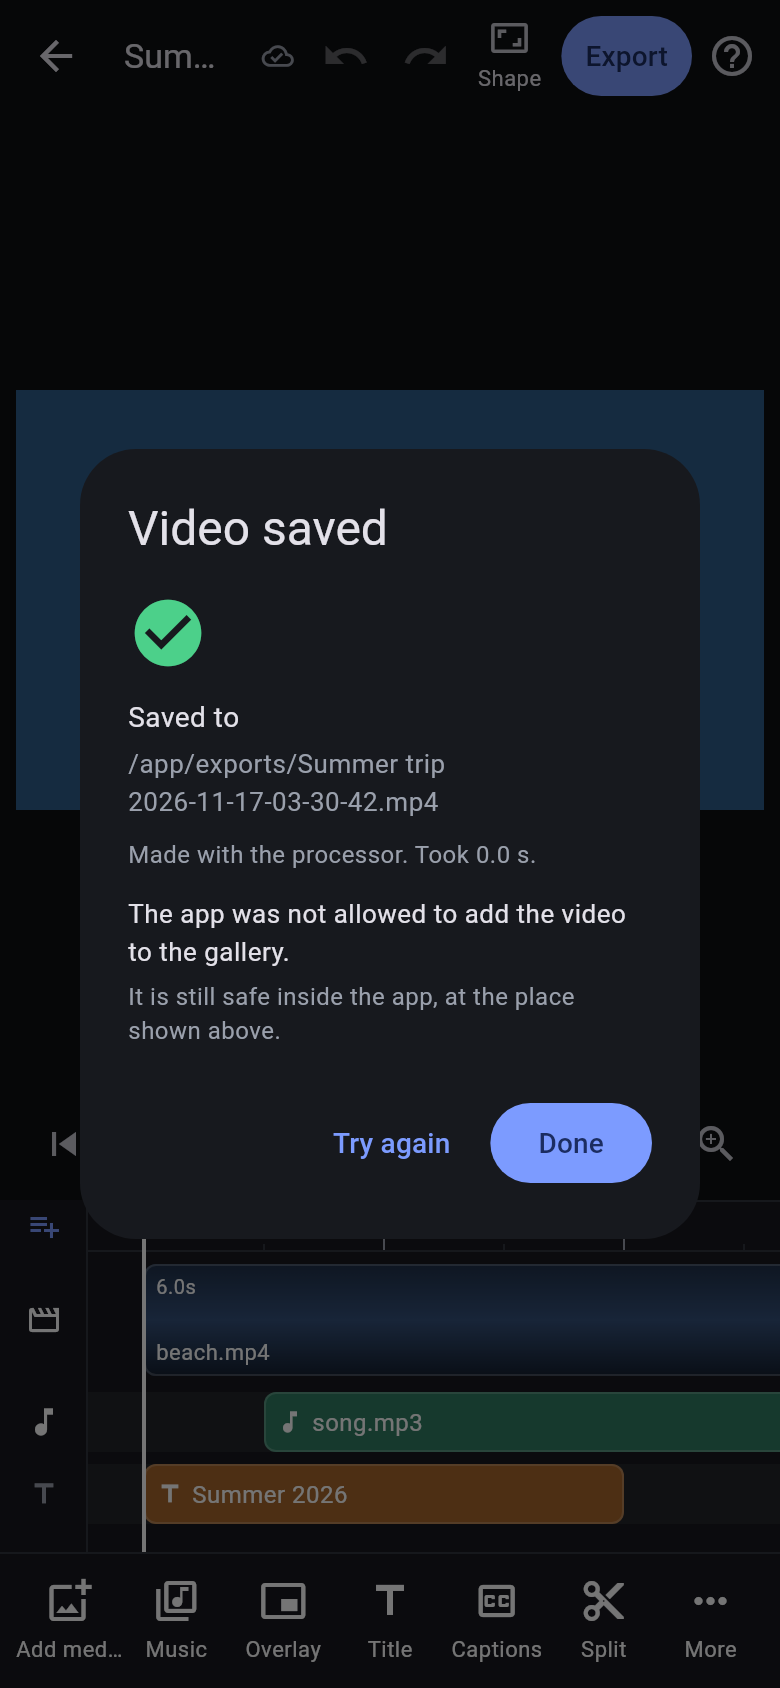 Sum...
Shape
Export
Video saved
Saved to
/app/exports/Summer trip
2026-11-17-03-30-42.mp4
Made with the processor. Took 0.0 s.
The app was not allowed to add the video
to the gallery.
It is still safe inside the app, at the place
shown above.
Try again
Done
6.0s
beach.mp4
song.mp3
T Summer 2026
Add med...
Music
Overlay
Title
CC
Captions
Split
More